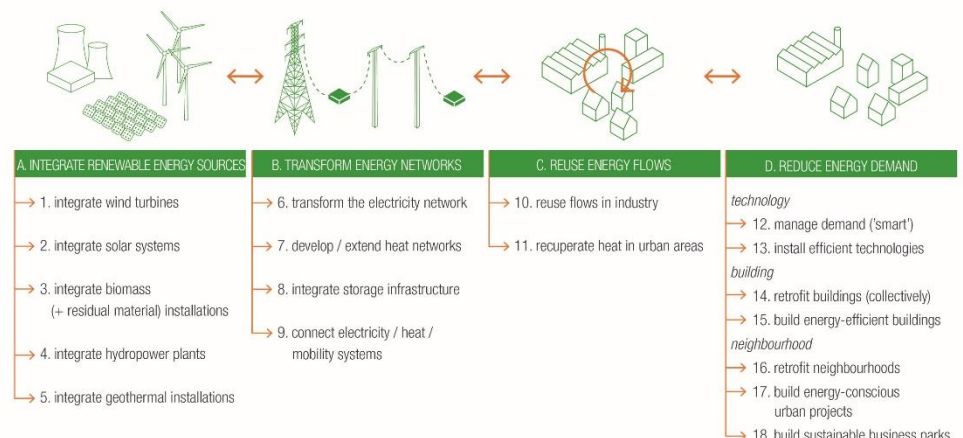 A. INTEGRATE RENEWABLE ENERGY SOURCES
→ 1. integrate wind turbines
→ 2. integrate solar systems
→ 3. integrate biomass
(+ residual material) installations
→ 4. integrate hydropower plants
→ 5. integrate geothermal installations
B. TRANSFORM ENERGY NETWORKS
→ 6. transform the electricity network
→ 7. develop / extend heat networks
→ 8. integrate storage infrastructure
→ 9. connect electricity / heat /
mobility systems
C. REUSE ENERGY FLOWS
→ 10. reuse flows in industry
→ 11. recuperate heat in urban areas
D. REDUCE ENERGY DEMAND
technology
→ 12. manage demand ('smart')
→ 13. install efficient technologies
building
→ 14. retrofit buildings (collectively)
→ 15. build energy-efficient buildings
neighbourhood
→ 16. retrofit neighbourhoods
→ 17. build energy-conscious
urban projects
→ 18. build sustainable business parks